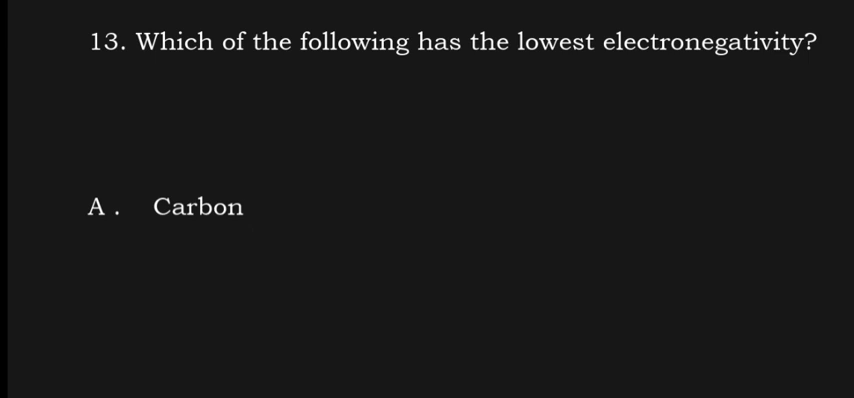 13. Which of the following has the lowest electronegativity?
A . Carbon